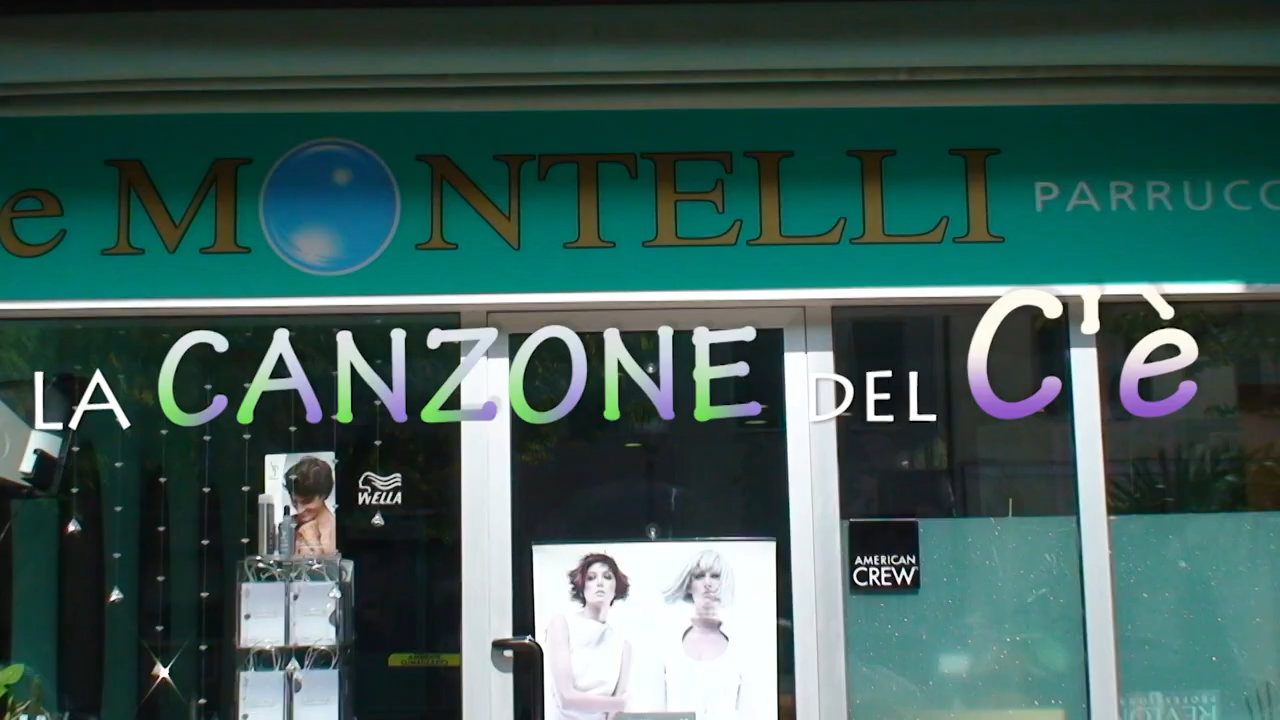 e MONTELLI PARRUCC
LA CANZONE DEL C'è
WELLA
AMERICAN
CREW